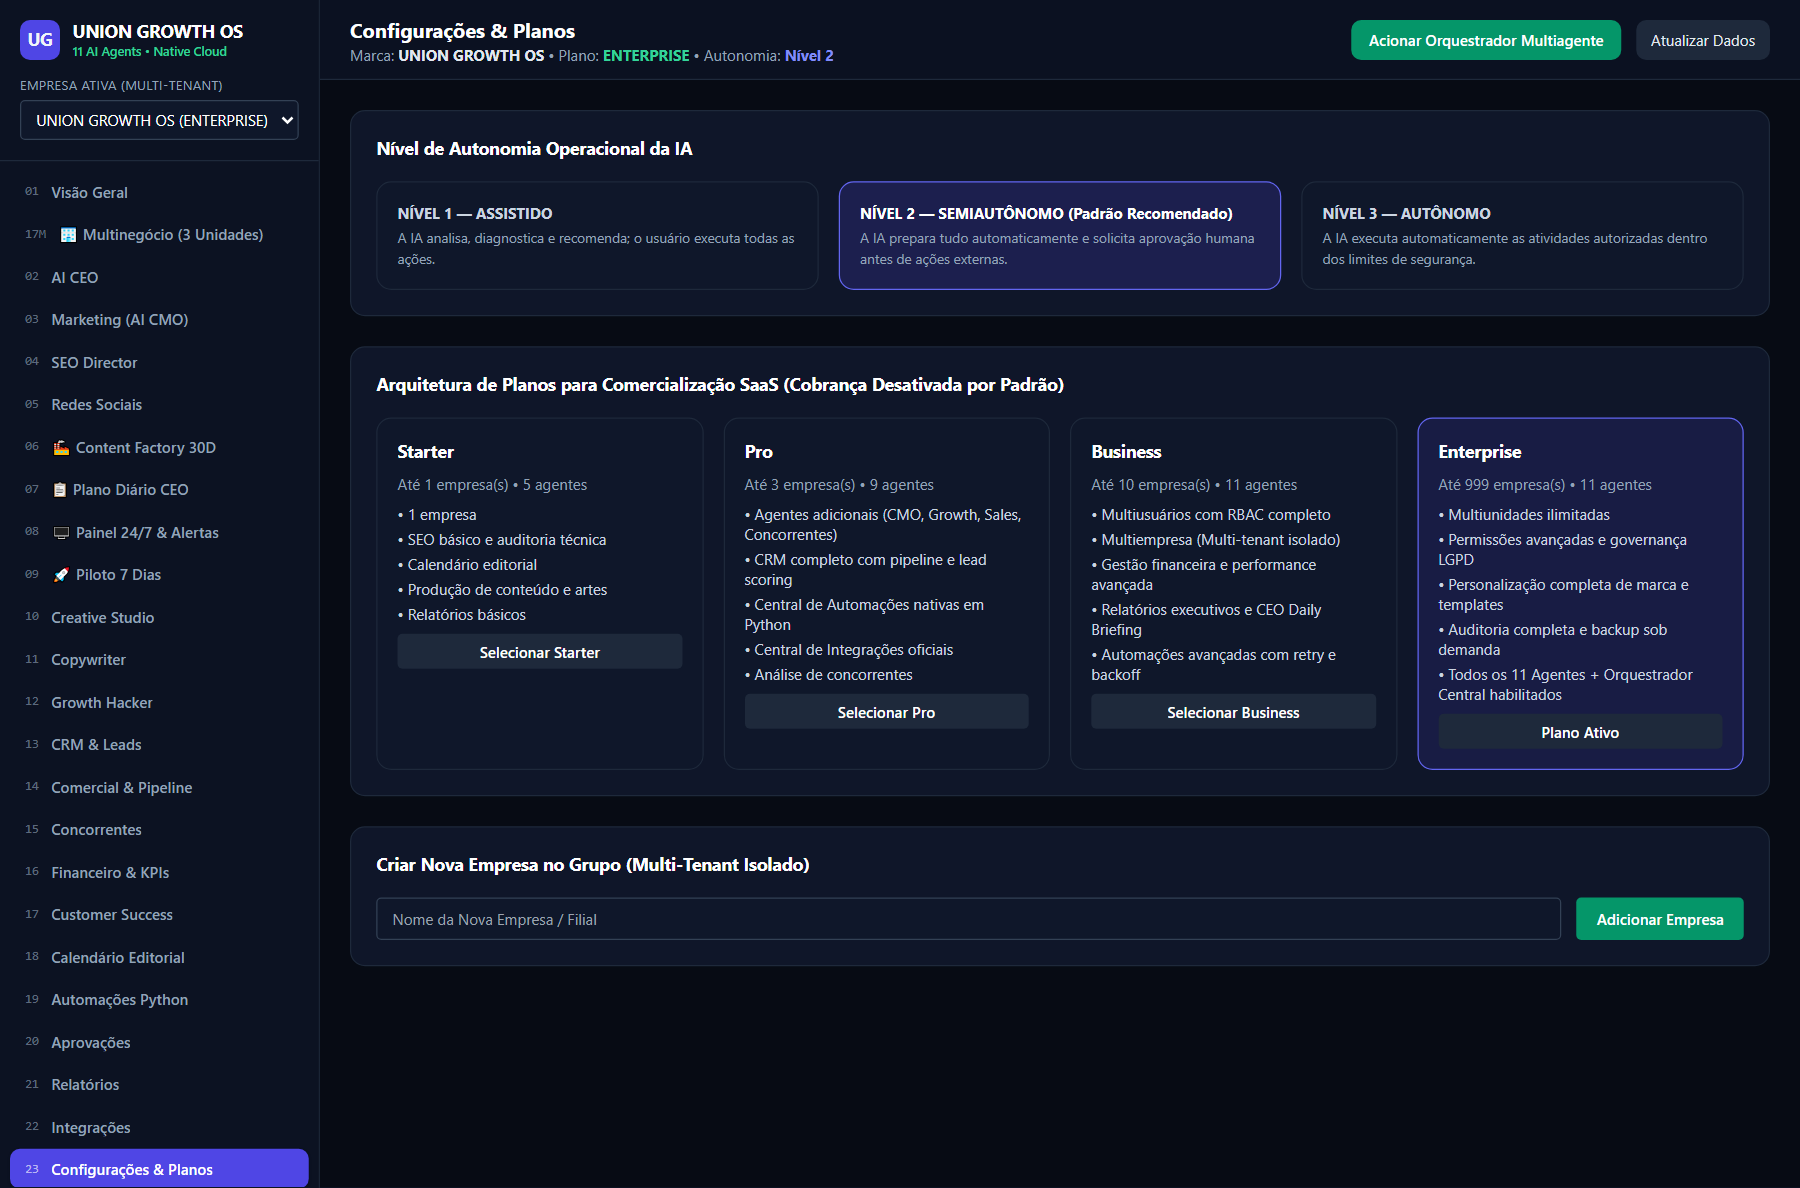 UG
UNION GROWTH OS
11 AI Agents • Native Cloud
EMPRESA ATIVA (MULTI-TENANT)
UNION GROWTH OS (ENTERPRISE)
01 Visão Geral
17M 🏢 Multinegócio (3 Unidades)
02 AI CEO
03 Marketing (AI CMO)
04 SEO Director
05 Redes Sociais
06 🏭 Content Factory 30D
07 📋 Plano Diário CEO
08 🖥️ Painel 24/7 & Alertas
09 🚀 Piloto 7 Dias
10 Creative Studio
11 Copywriter
12 Growth Hacker
13 CRM & Leads
14 Comercial & Pipeline
15 Concorrentes
16 Financeiro & KPIs
17 Customer Success
18 Calendário Editorial
19 Automações Python
20 Aprovações
21 Relatórios
22 Integrações
23 Configurações & Planos
Configurações & Planos
Marca: UNION GROWTH OS • Plano: ENTERPRISE • Autonomia: Nível 2
Acionar Orquestrador Multiagente
Atualizar Dados
Nível de Autonomia Operacional da IA
NÍVEL 1 — ASSISTIDO
A IA analisa, diagnostica e recomenda; o usuário executa todas as
ações.
NÍVEL 2 — SEMIAUTÔNOMO (Padrão Recomendado)
A IA prepara tudo automaticamente e solicita aprovação humana
antes de ações externas.
NÍVEL 3 — AUTÔNOMO
A IA executa automaticamente as atividades autorizadas dentro
dos limites de segurança.
Arquitetura de Planos para Comercialização SaaS (Cobrança Desativada por Padrão)
Starter
Até 1 empresa(s) • 5 agentes
• 1 empresa
• SEO básico e auditoria técnica
• Calendário editorial
• Produção de conteúdo e artes
• Relatórios básicos
Selecionar Starter
Pro
Até 3 empresa(s) • 9 agentes
• Agentes adicionais (CMO, Growth, Sales,
Concorrentes)
• CRM completo com pipeline e lead
scoring
• Central de Automações nativas em
Python
• Central de Integrações oficiais
• Análise de concorrentes
Selecionar Pro
Business
Até 10 empresa(s) • 11 agentes
• Multiusuários com RBAC completo
• Multiempresa (Multi-tenant isolado)
• Gestão financeira e performance
avançada
• Relatórios executivos e CEO Daily
Briefing
• Automações avançadas com retry e
backoff
Selecionar Business
Enterprise
Até 999 empresa(s) • 11 agentes
• Multiunidades ilimitadas
• Permissões avançadas e governança
LGPD
• Personalização completa de marca e
templates
• Auditoria completa e backup sob
demanda
• Todos os 11 Agentes + Orquestrador
Central habilitados
Plano Ativo
Criar Nova Empresa no Grupo (Multi-Tenant Isolado)
Nome da Nova Empresa / Filial
Adicionar Empresa